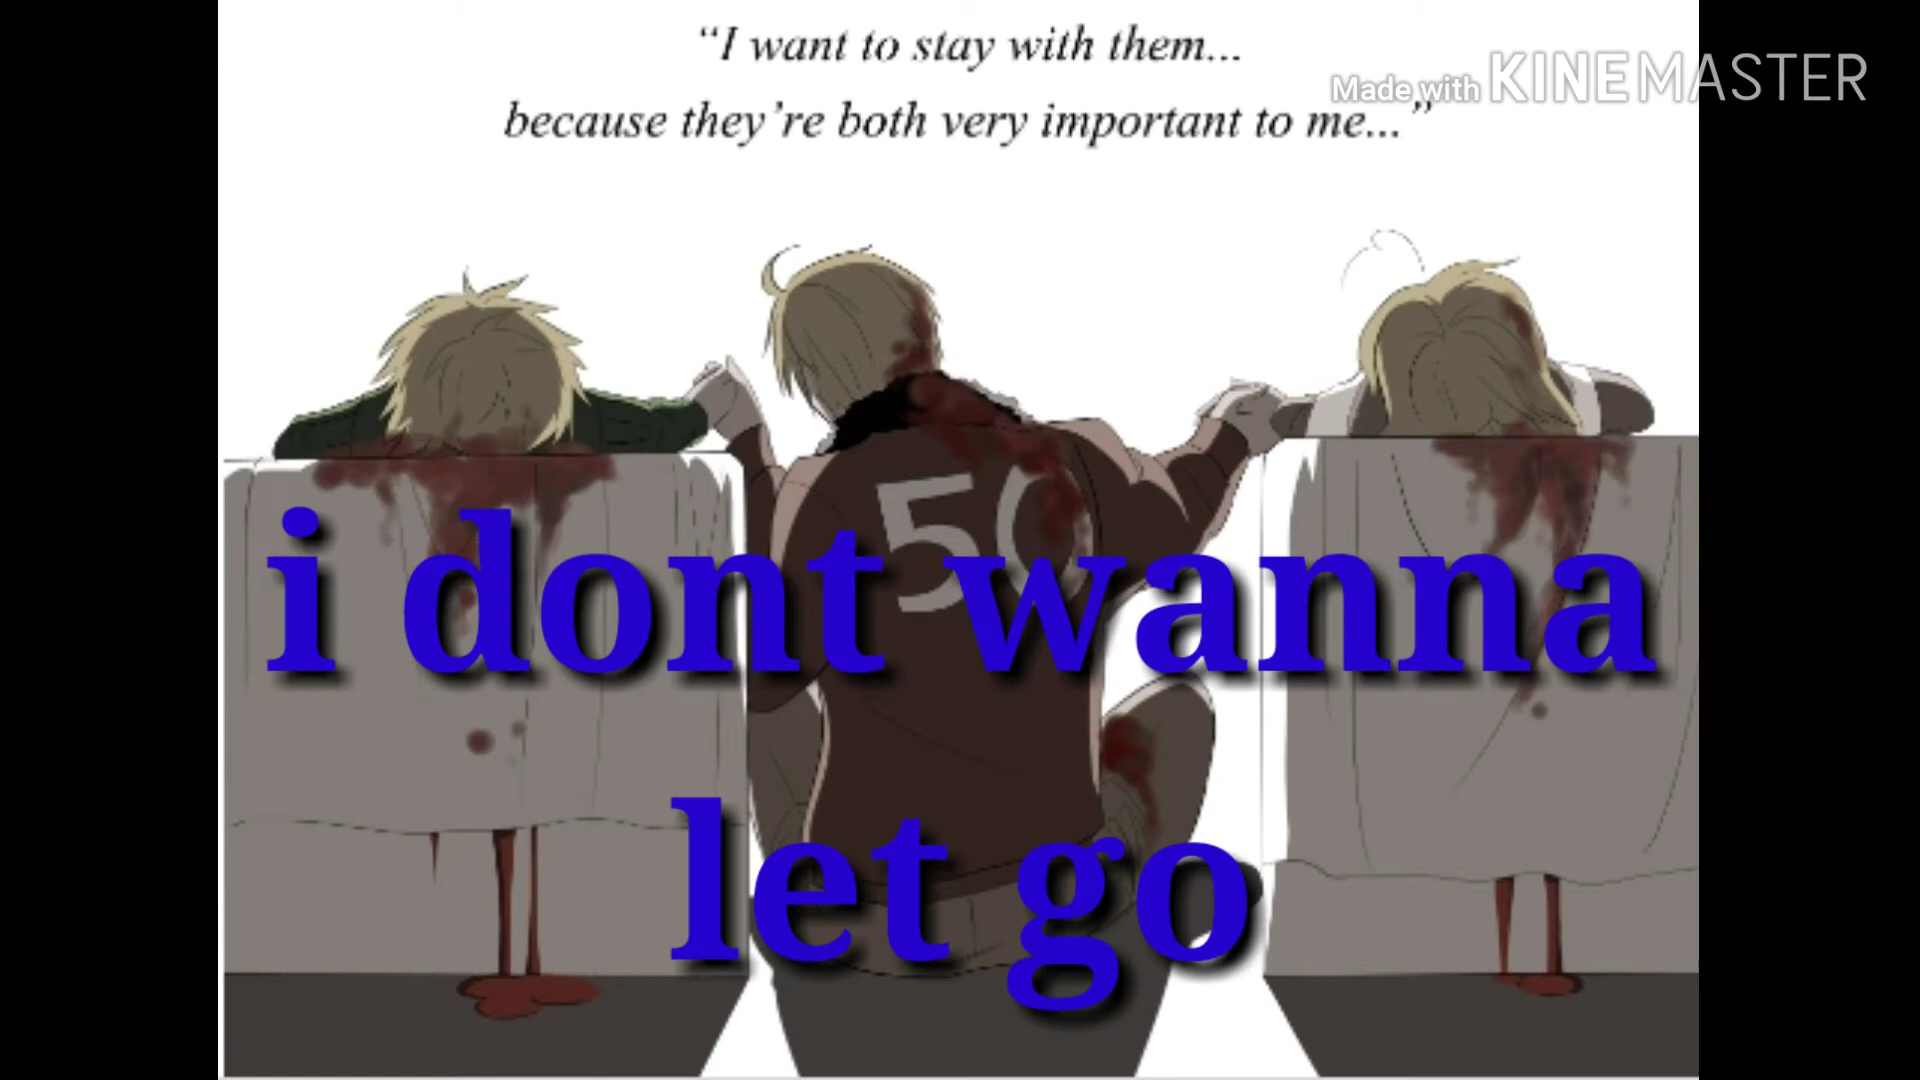 “I want to stay with them...
Made with KINEMASTER
because they’re both very important to me...”
50
i dont wanna
let go